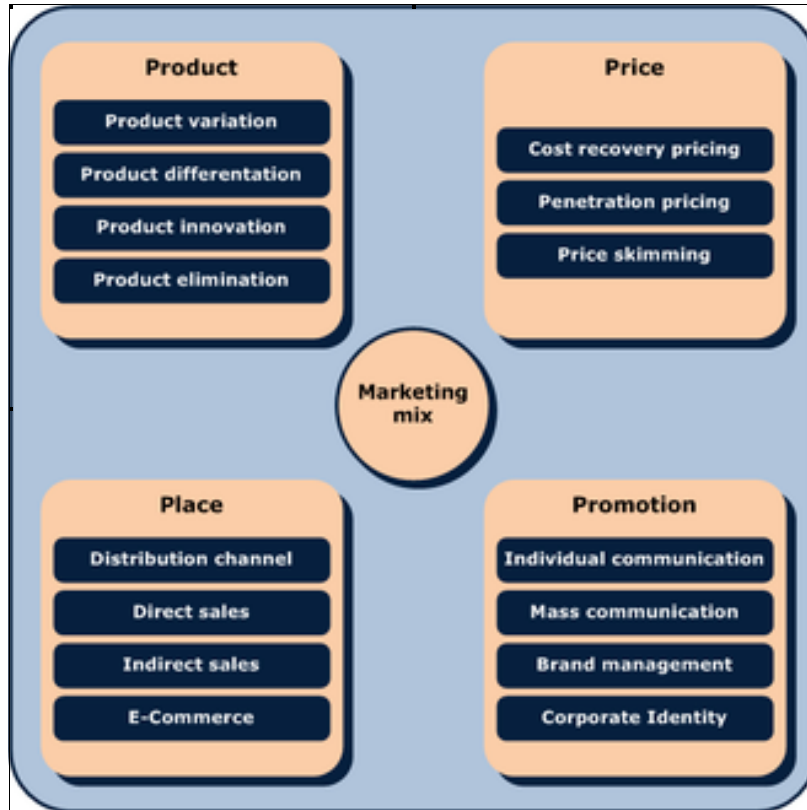 Product
Product variation
Product differentation
Product innovation
Product elimination
Price
Cost recovery pricing
Penetration pricing
Price skimming
Marketing
mix
Place
Distribution channel
Direct sales
Indirect sales
E-Commerce
Promotion
Individual communication
Mass communication
Brand management
Corporate Identity